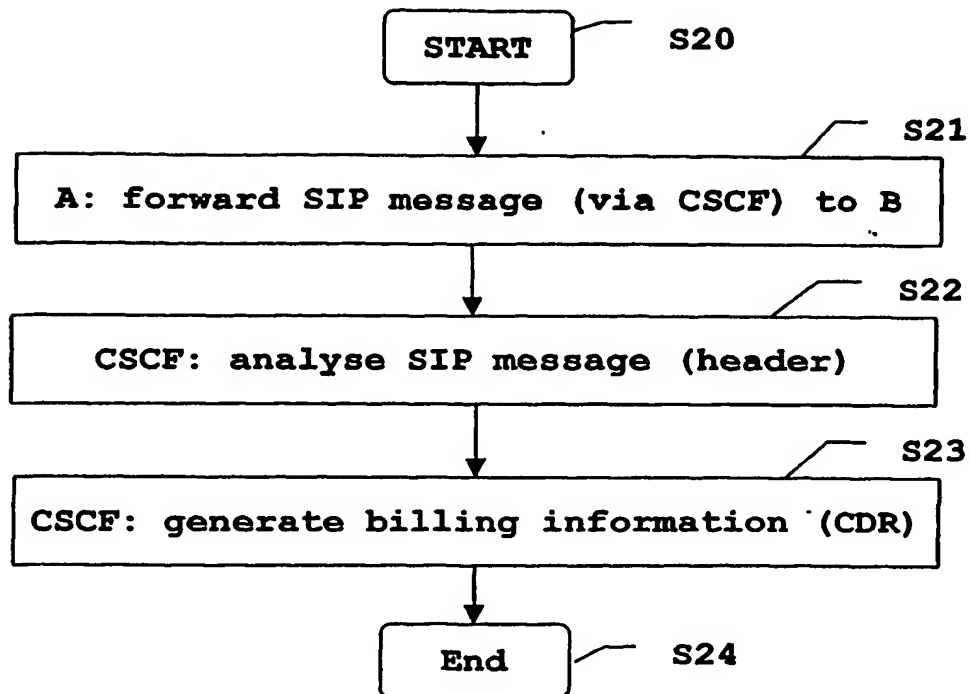 START
S20
S21
A: forward SIP message (via CSCF) to B
S22
CSCF: analyse SIP message (header)
S23
CSCF: generate billing information (CDR)
End
S24